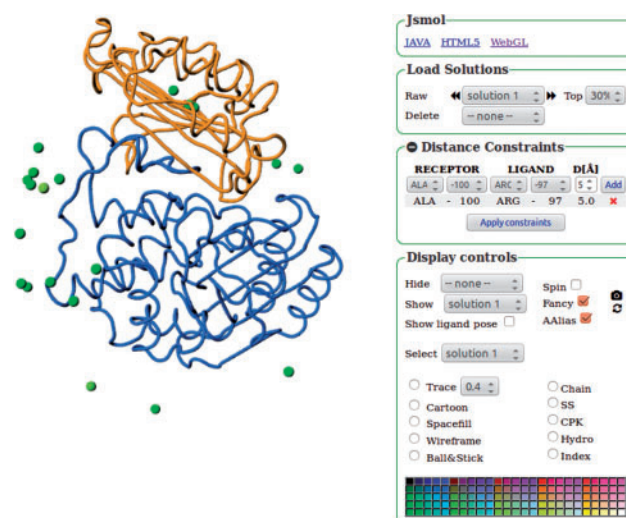 Jsmol
JAVA HTML5 WebGL
Load Solutions
Raw solution 1 Top 30%
Delete -- none --
Distance Constraints
RECEPTOR LIGAND D[Å]
ALA -100 ARG -97 5 Add
ALA - 100 ARG - 97 5.0 ×
Apply constraints
Display controls
Hide -- none -- Spin
Show solution 1 Fancy
Show ligand pose AAlias
Select solution 1
Trace 0.4 Chain
Cartoon SS
Spacefill CPK
Wireframe Hydro
Ball&Stick Index